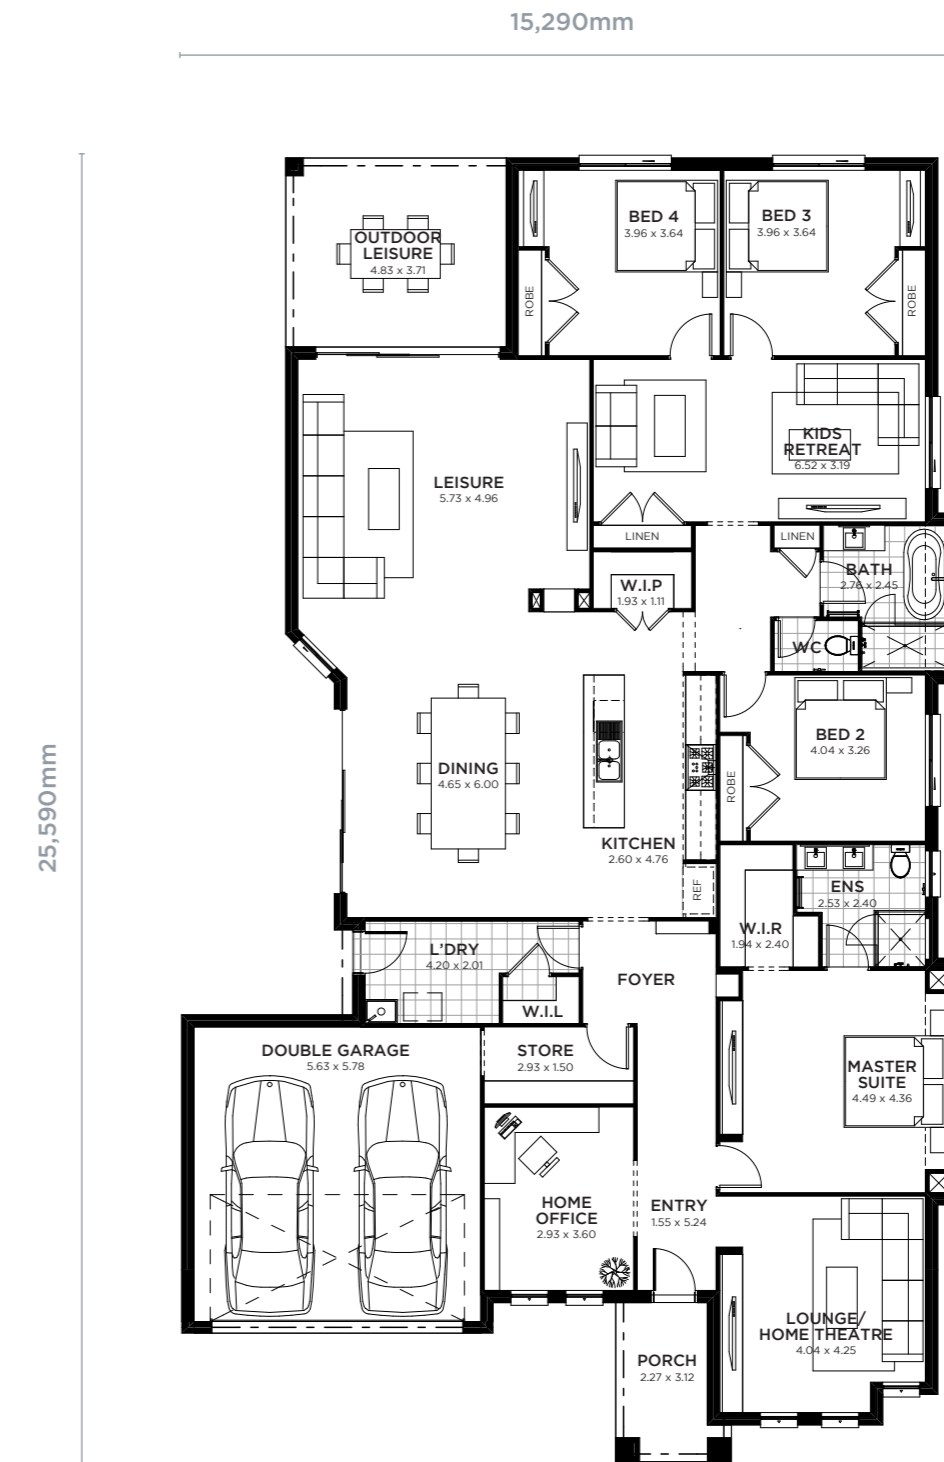 15,290mm
25,590mm
OUTDOOR
LEISURE
4.83 x 3.71
BED 4
3.96 x 3.64
BED 3
3.96 x 3.64
ROBE
ROBE
LEISURE
5.73 x 4.96
KIDS
RETREAT
6.52 x 3.19
LINEN
LINEN
W.I.P
1.93 x 1.11
BATH
2.76 x 2.45
WC
BED 2
4.04 x 3.26
ROBE
DINING
4.65 x 6.00
KITCHEN
2.60 x 4.76
REF
ENS
2.53 x 2.40
W.I.R
1.94 x 2.40
L'DRY
4.20 x 2.01
FOYER
W.I.L
DOUBLE GARAGE
5.63 x 5.78
STORE
2.93 x 1.50
MASTER
SUITE
4.49 x 4.36
HOME
OFFICE
2.93 x 3.60
ENTRY
1.55 x 5.24
LOUNGE/
HOME THEATRE
4.04 x 4.25
PORCH
2.27 x 3.12